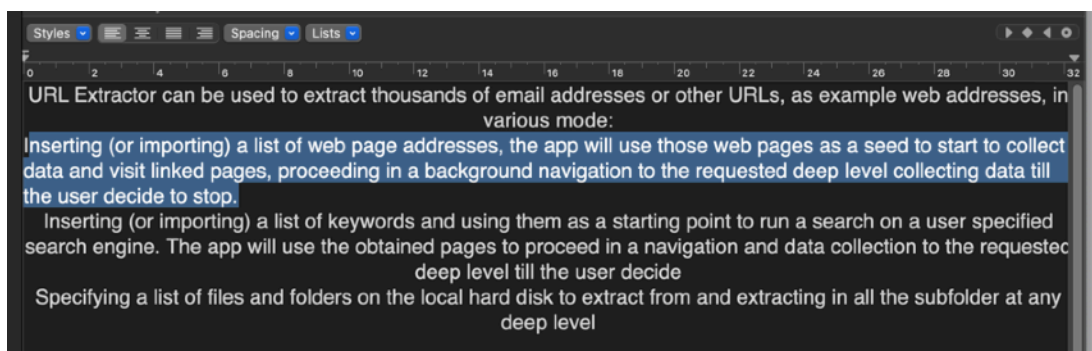 Styles Spacing Lists
0 2 4 6 8 10 12 14 16 18 20 22 24 26 28 30 32
URL Extractor can be used to extract thousands of email addresses or other URLs, as example web addresses, in
various mode:
Inserting (or importing) a list of web page addresses, the app will use those web pages as a seed to start to collect
data and visit linked pages, proceeding in a background navigation to the requested deep level collecting data till
the user decide to stop.
Inserting (or importing) a list of keywords and using them as a starting point to run a search on a user specified
search engine. The app will use the obtained pages to proceed in a navigation and data collection to the requested
deep level till the user decide
Specifying a list of files and folders on the local hard disk to extract from and extracting in all the subfolder at any
deep level